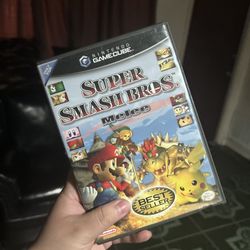 NINTENDO
GAMECUBE
SUPER
SMASH BROS.
Melee
BEST
SELLER